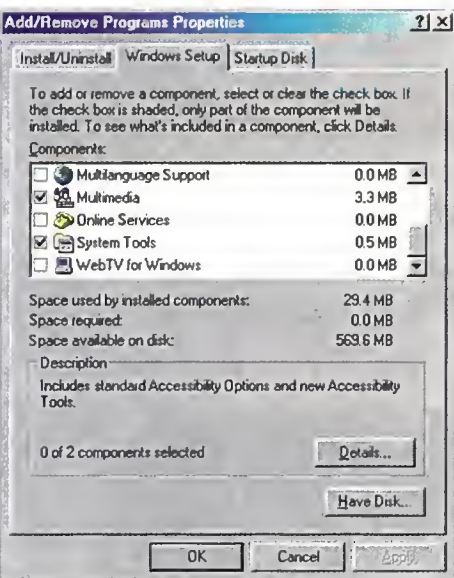 Add/Remove Programs Properties
Install/Uninstall Windows Setup Startup Disk
To add or remove a component, select or clear the check box. If
the check box is shaded, only part of the component will be
installed. To see what's included in a component, click Details.
Components:
Multilanguage Support 0.0 MB
Multimedia 3.3 MB
Online Services 0.0 MB
System Tools 0.5 MB
WebTV for Windows 0.0 MB
Space used by installed components: 29.4 MB
Space required: 0.0 MB
Space available on disk: 569.6 MB
Description
Includes standard Accessibility Options and new Accessibility
Tools.
0 of 2 components selected Details...
Have Disk...
OK Cancel Apply